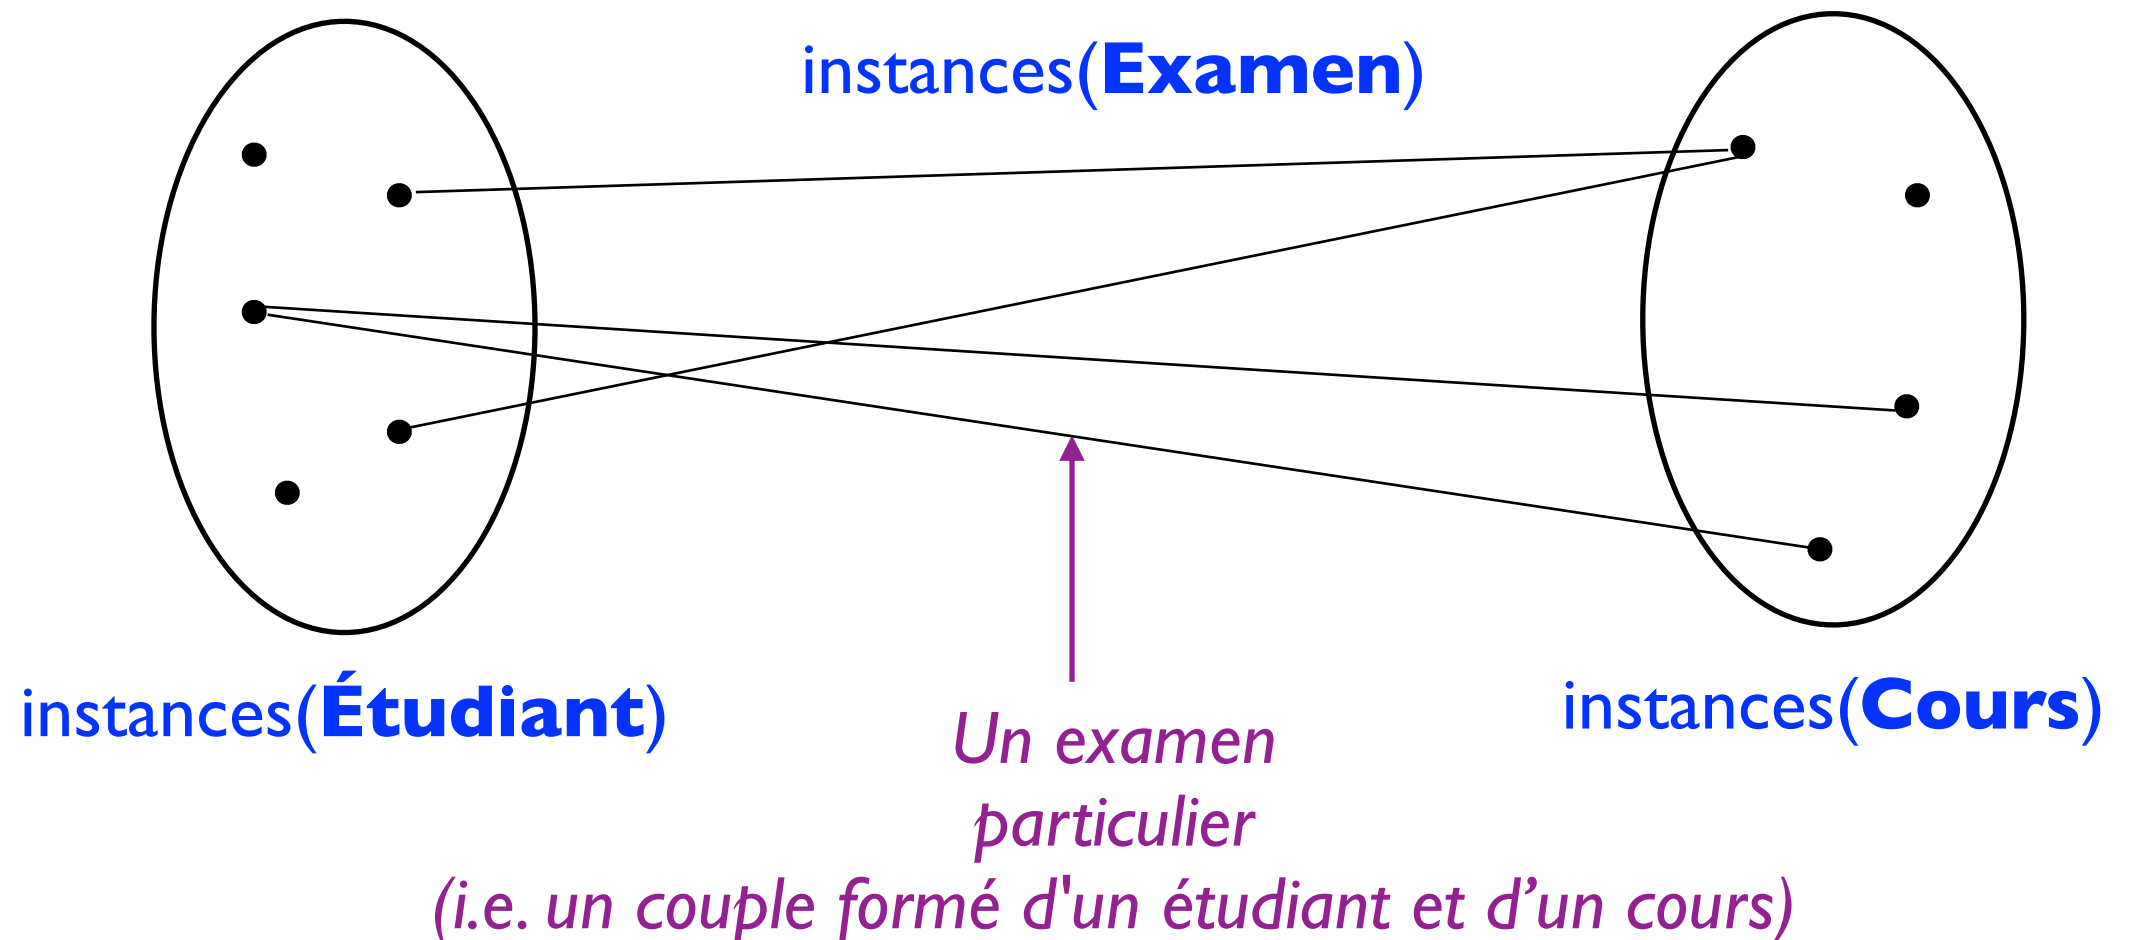 instances(Examen)
instances(Étudiant)
instances(Cours)
Un examen
particulier
(i.e. un couple formé d'un étudiant et d’un cours)